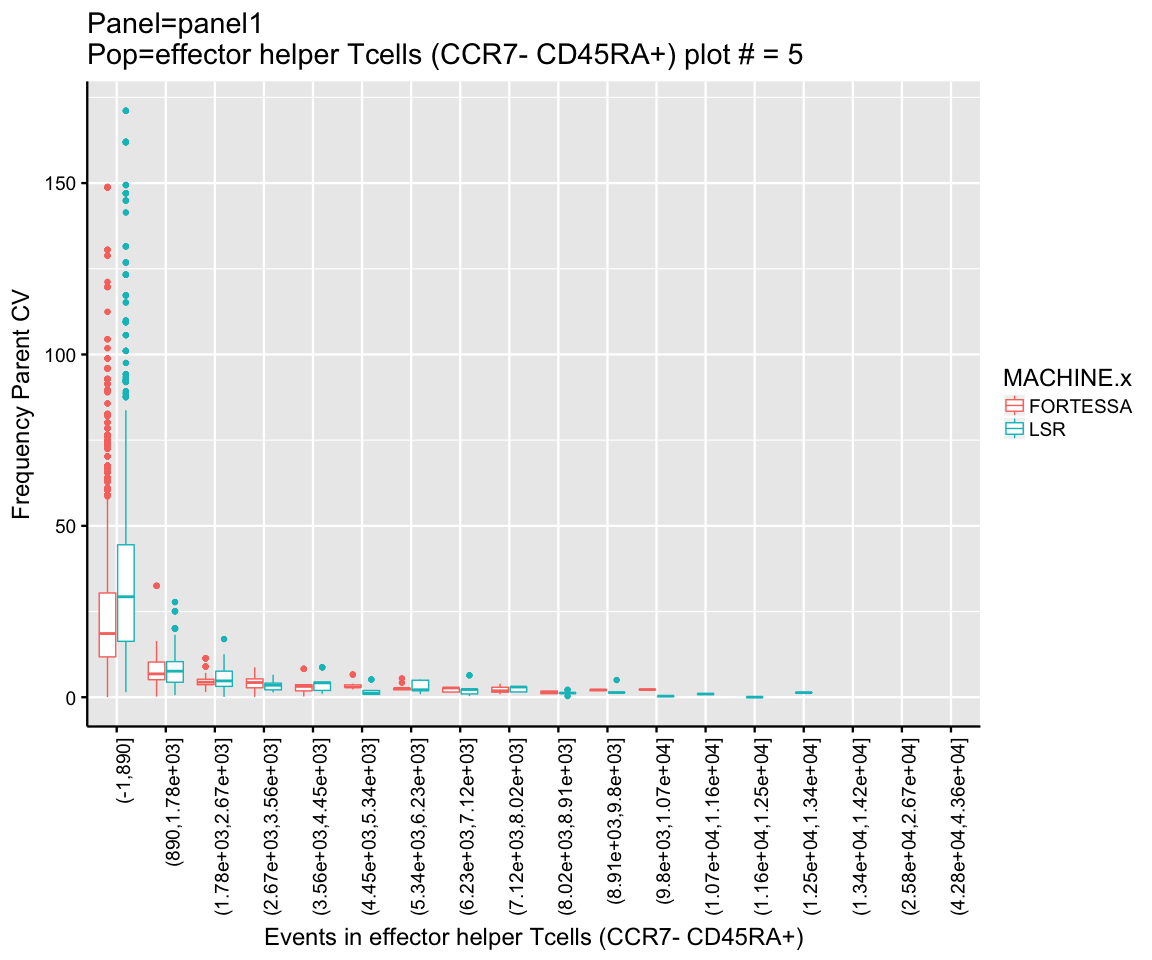 Panel=panel1
Pop=effector helper Tcells (CCR7- CD45RA+) plot # = 5
Frequency Parent CV
150
100
50
0
MACHINE.x
FORTESSA
LSR
(-1,890]
(890,1.78e+03]
(1.78e+03,2.67e+03]
(2.67e+03,3.56e+03]
(3.56e+03,4.45e+03]
(4.45e+03,5.34e+03]
(5.34e+03,6.23e+03]
(6.23e+03,7.12e+03]
(7.12e+03,8.02e+03]
(8.02e+03,8.91e+03]
(8.91e+03,9.8e+03]
(9.8e+03,1.07e+04]
(1.07e+04,1.16e+04]
(1.16e+04,1.25e+04]
(1.25e+04,1.34e+04]
(1.34e+04,1.42e+04]
(2.58e+04,2.67e+04]
(4.28e+04,4.36e+04]
Events in effector helper Tcells (CCR7- CD45RA+)